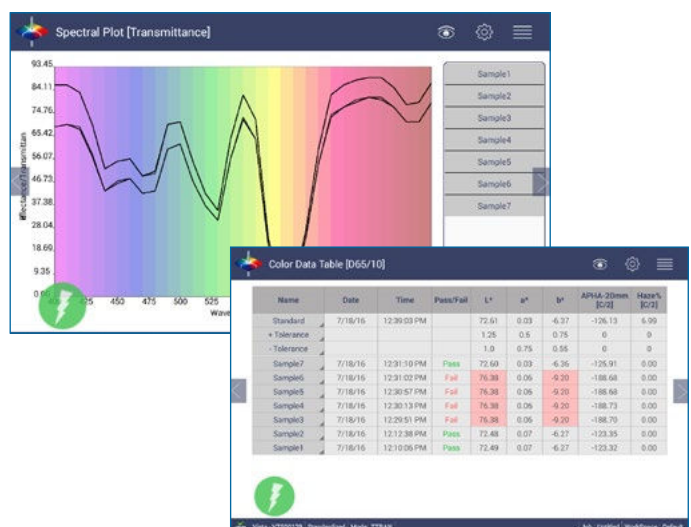 Spectral Plot [Transmittance]
93.45
84.11
74.76
65.42
56.07
46.73
37.38
28.04
18.69
9.35
425 450 475 500 525
Sample1
Sample2
Sample3
Sample4
Sample5
Sample6
Sample7
Color Data Table [D65/10]
Name Date Time Pass/Fail L* a* b* APHA-20mm [C/2] Haze% [C/2]
Standard 7/18/16 12:39:03 PM 72.61 0.03 -6.37 -126.13 6.99
+ Tolerance 1.25 0.5 0.75 0 0
- Tolerance 1.0 0.75 0.55 0 0
Sample7 7/18/16 12:31:10 PM Pass 72.60 0.03 -6.36 -125.91 0.00
Sample6 7/18/16 12:31:02 PM Fail 76.38 0.06 -9.20 -188.68 0.00
Sample5 7/18/16 12:30:57 PM Fail 76.38 0.06 -9.20 -188.68 0.00
Sample4 7/18/16 12:30:13 PM Fail 76.38 0.06 -9.20 -188.73 0.00
Sample3 7/18/16 12:29:51 PM Fail 76.38 0.06 -9.20 -188.70 0.00
Sample2 7/18/16 12:12:38 PM Pass 72.48 0.07 -6.27 -123.35 0.00
Sample1 7/18/16 12:10:06 PM Pass 72.49 0.07 -6.27 -123.32 0.00